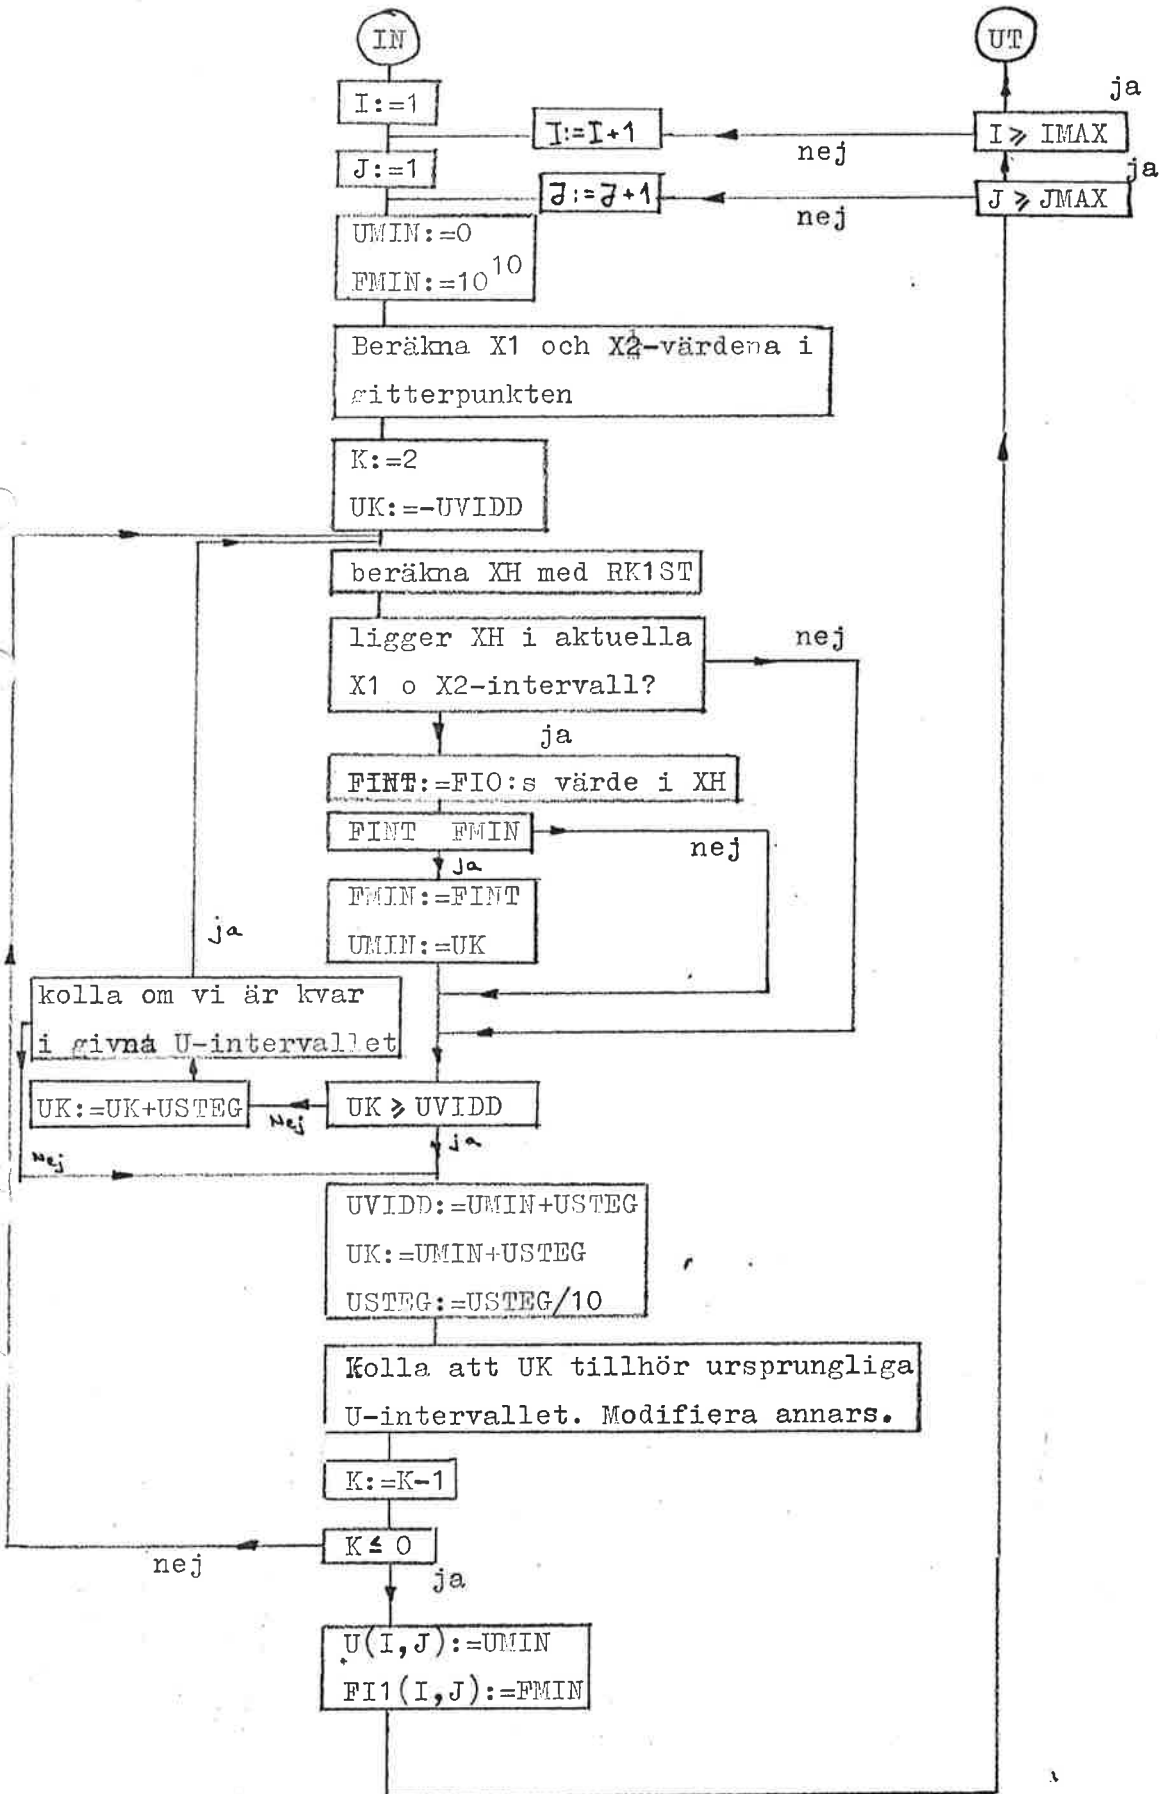 IN
UT
I:=1
I:=I+1
nej
I ⩾ IMAX
ja
J:=1
J:=J+1
nej
J ⩾ JMAX
ja
UMIN:=0
FMIN:=10^10
Beräkna X1 och X2-värdena i
gitterpunkten
K:=2
UK:=-UVIDD
beräkna XH med RK1ST
ligger XH i aktuella
X1 o X2-intervall?
nej
ja
FINT:=FI0:s värde i XH
FINT FMIN
nej
ja
FMIN:=FINT
UMIN:=UK
ja
kolla om vi är kvar
i givna U-intervallet
UK:=UK+USTEG
Nej
UK ⩾ UVIDD
ja
Nej
UVIDD:=UMIN+USTEG
UK:=UMIN+USTEG
USTEG:=USTEG/10
Kolla att UK tillhör ursprungliga
U-intervallet. Modifiera annars.
K:=K-1
K ≤ 0
nej
ja
U(I,J):=UMIN
FI1(I,J):=FMIN